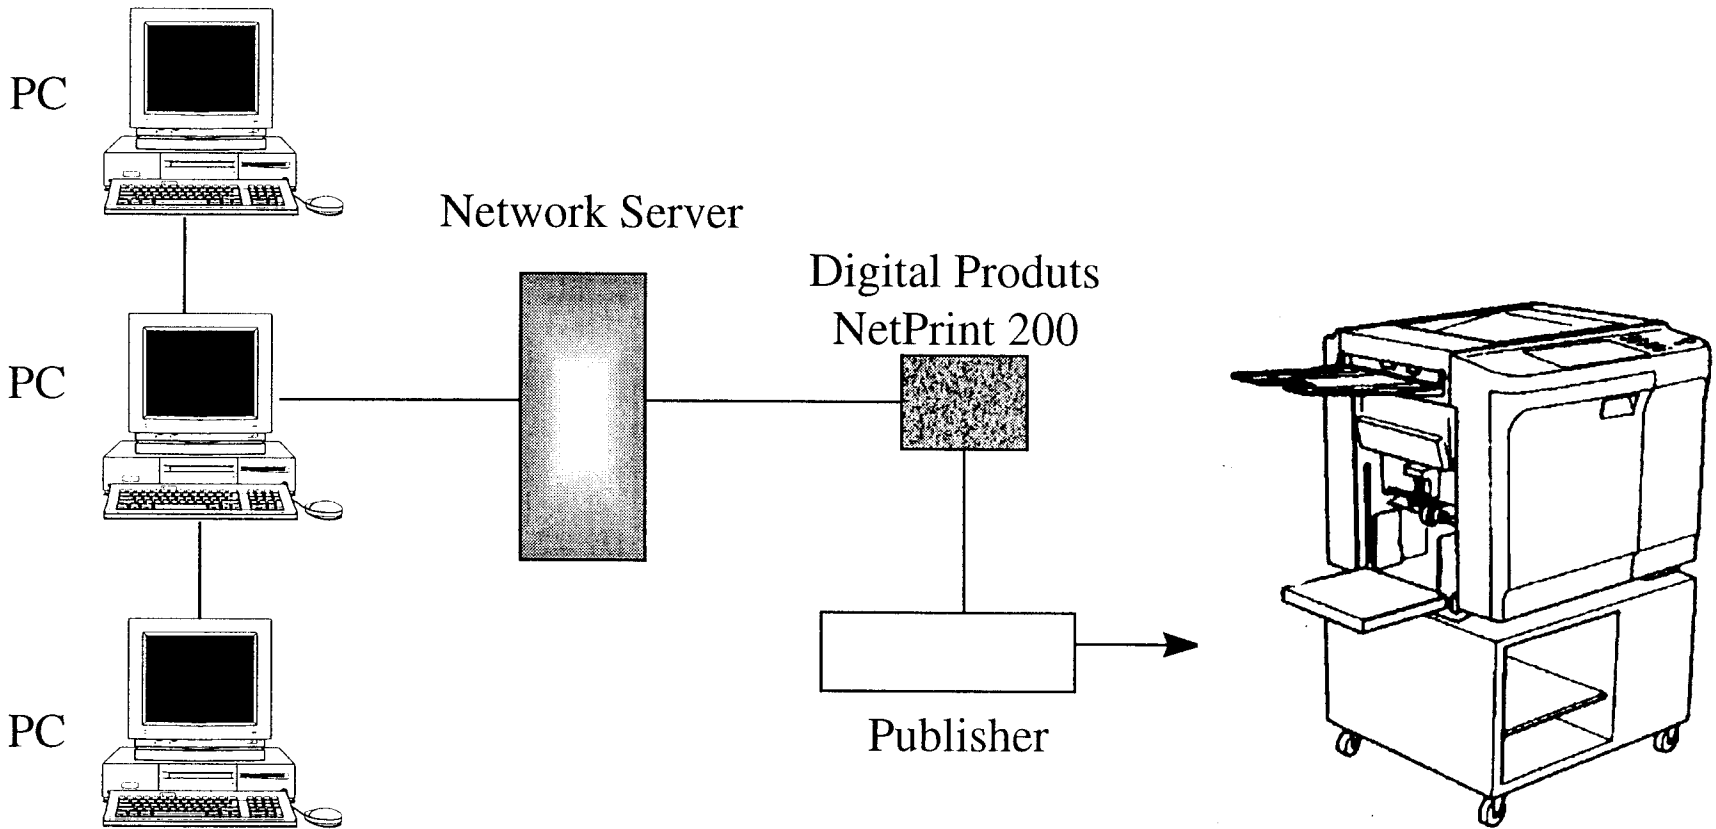 PC
Network Server
Digital Produts
NetPrint 200
PC
PC
Publisher